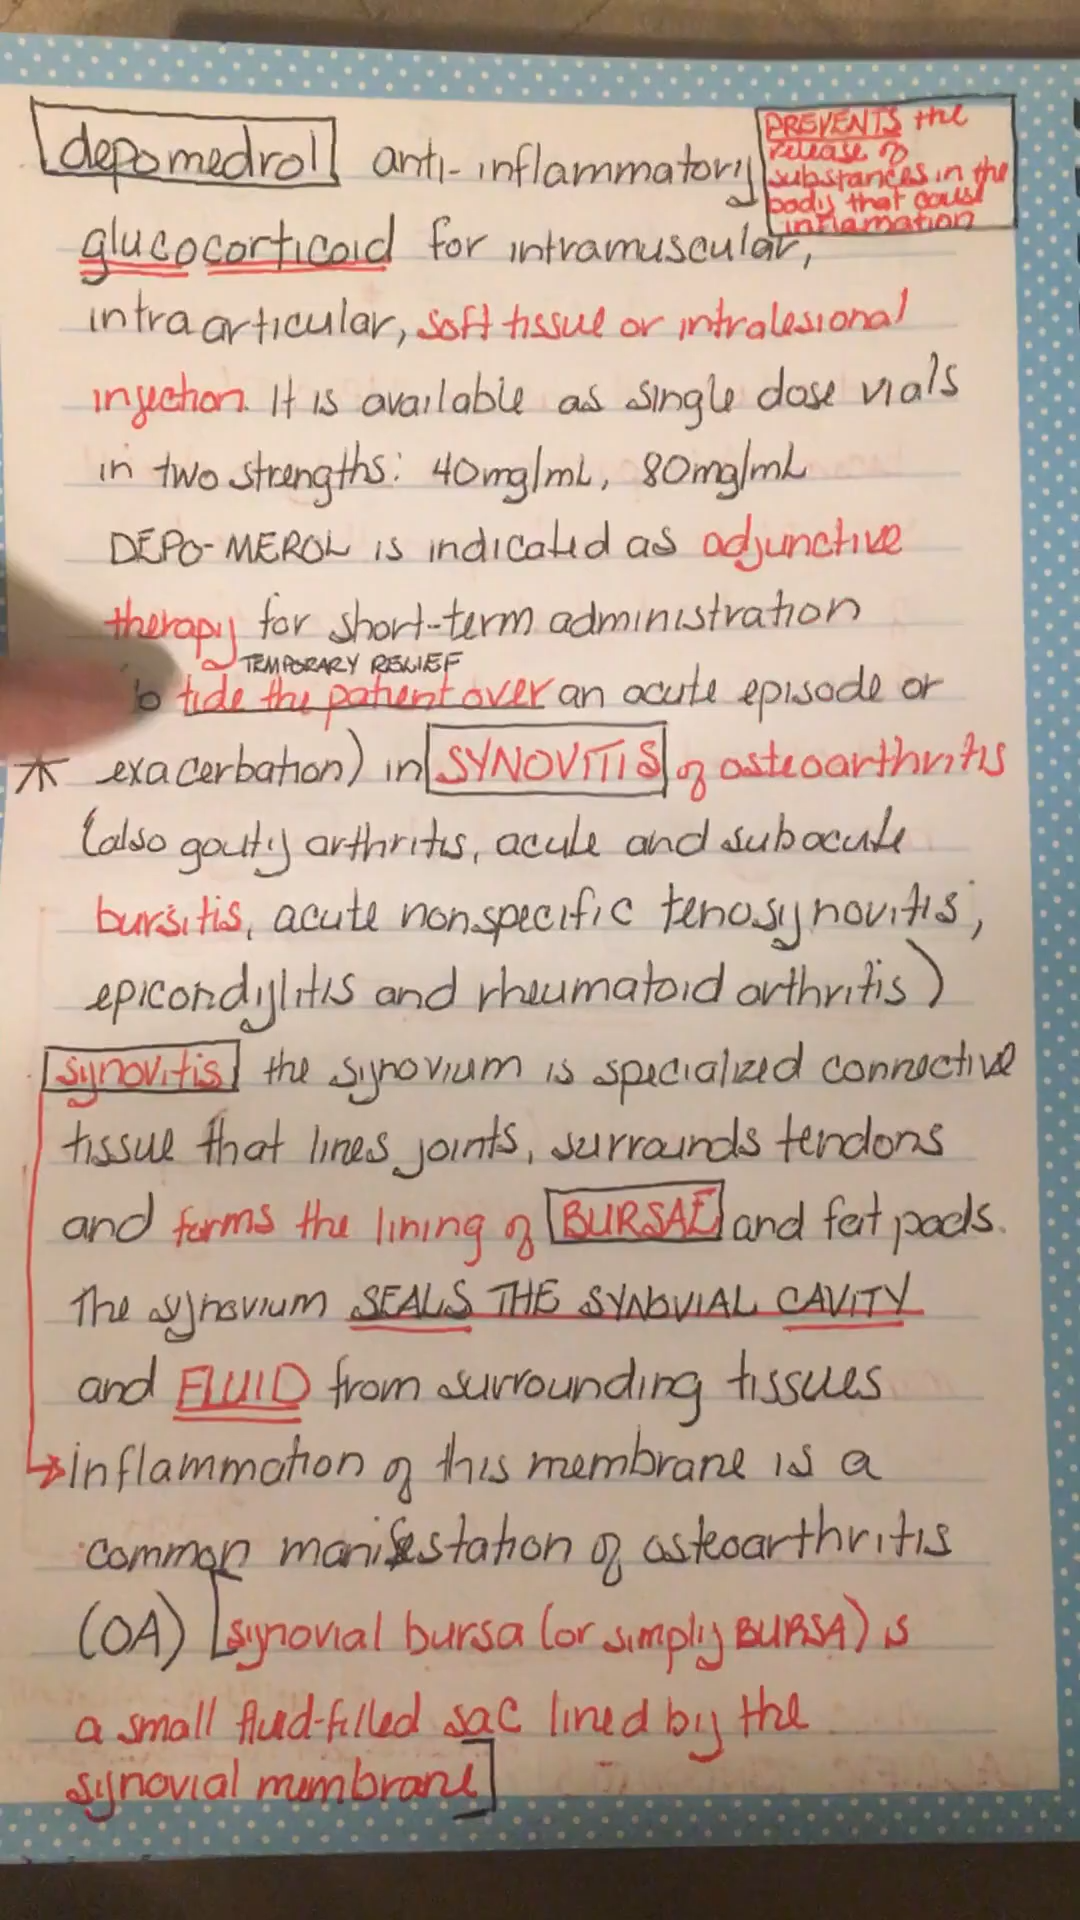 depomedrol anti-inflammatory
PREVENTS the
release of
substances in the
body that cause
inflamation
glucocorticoid for intramuscular,
intraarticular, soft tissue or intralesional
injection. It is available as single dose vials
in two strengths: 40mg/mL, 80mg/mL
DEPO-MEROL is indicated as adjunctive
therapy for short-term administration
TEMPORARY RELIEF
to tide the patient over an acute episode or
exacerbation) in SYNOVITIS of osteoarthritis
(also gouty arthritis, acute and subacute
bursitis, acute nonspecific tenosynovitis,
epicondylitis and rheumatoid arthritis)
synovitis the synovium is specialized connective
tissue that lines joints, surrounds tendons
and forms the lining of BURSAE and fat pads.
The synovium SEALS THE SYNOVIAL CAVITY
and FLUID from surrounding tissues
inflammation of this membrane is a
common manifestation of osteoarthritis
(OA) [synovial bursa (or simply BURSA) is
a small fluid-filled sac lined by the
synovial membrane]